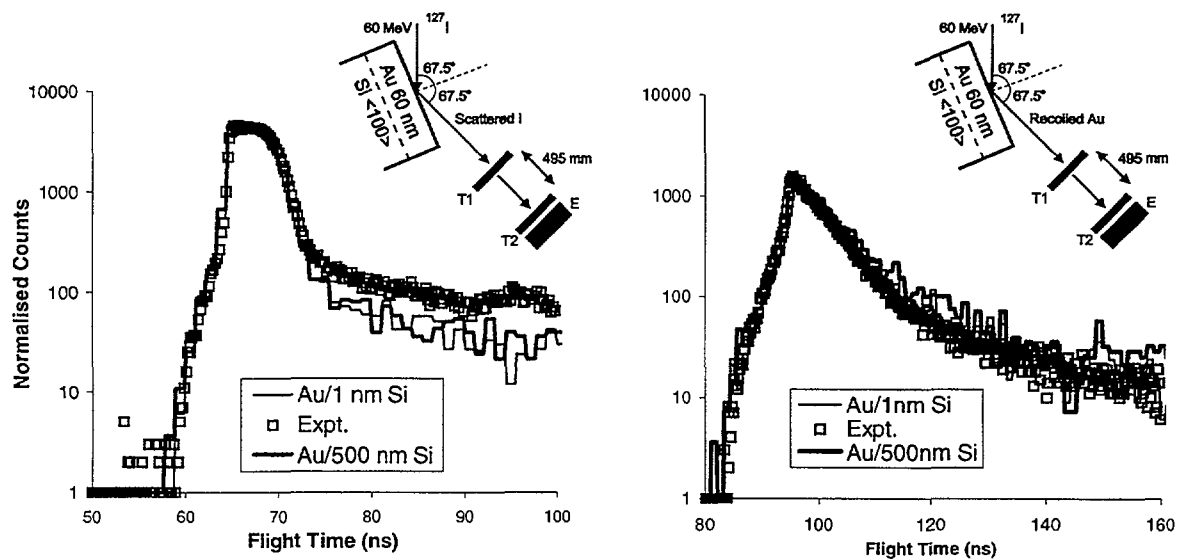 60 MeV
127
I
67.5°
67.5°
Au 60 nm
Si <100>
Scattered I
495 mm
T1
T2
E
Normalised Counts
10000
1000
100
10
1
50
60
70
80
90
100
Flight Time (ns)
Au/1 nm Si
Expt.
Au/500 nm Si
60 MeV
127
I
67.5°
67.5°
Au 60 nm
Si <100>
Recoiled Au
495 mm
T1
T2
E
10000
1000
100
10
1
80
100
120
140
160
Flight Time (ns)
Au/1nm Si
Expt.
Au/500nm Si